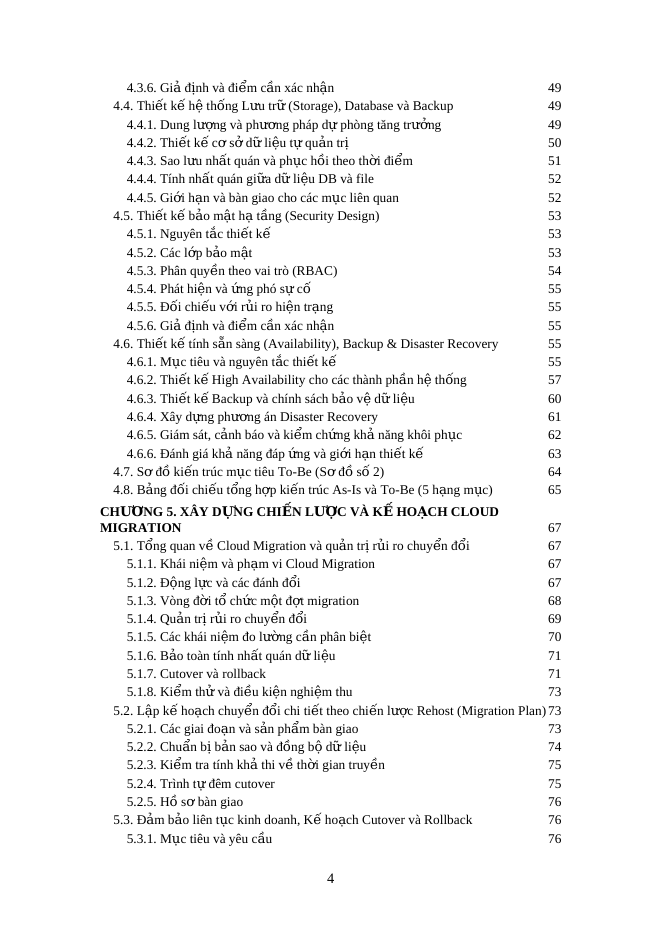 4.3.6. Giả định và điểm cần xác nhận 49
4.4. Thiết kế hệ thống Lưu trữ (Storage), Database và Backup 49
4.4.1. Dung lượng và phương pháp dự phòng tăng trưởng 49
4.4.2. Thiết kế cơ sở dữ liệu tự quản trị 50
4.4.3. Sao lưu nhất quán và phục hồi theo thời điểm 51
4.4.4. Tính nhất quán giữa dữ liệu DB và file 52
4.4.5. Giới hạn và bàn giao cho các mục liên quan 52
4.5. Thiết kế bảo mật hạ tầng (Security Design) 53
4.5.1. Nguyên tắc thiết kế 53
4.5.2. Các lớp bảo mật 53
4.5.3. Phân quyền theo vai trò (RBAC) 54
4.5.4. Phát hiện và ứng phó sự cố 55
4.5.5. Đối chiếu với rủi ro hiện trạng 55
4.5.6. Giả định và điểm cần xác nhận 55
4.6. Thiết kế tính sẵn sàng (Availability), Backup & Disaster Recovery 55
4.6.1. Mục tiêu và nguyên tắc thiết kế 55
4.6.2. Thiết kế High Availability cho các thành phần hệ thống 57
4.6.3. Thiết kế Backup và chính sách bảo vệ dữ liệu 60
4.6.4. Xây dựng phương án Disaster Recovery 61
4.6.5. Giám sát, cảnh báo và kiểm chứng khả năng khôi phục 62
4.6.6. Đánh giá khả năng đáp ứng và giới hạn thiết kế 63
4.7. Sơ đồ kiến trúc mục tiêu To-Be (Sơ đồ số 2) 64
4.8. Bảng đối chiếu tổng hợp kiến trúc As-Is và To-Be (5 hạng mục) 65
CHƯƠNG 5. XÂY DỰNG CHIẾN LƯỢC VÀ KẾ HOẠCH CLOUD
MIGRATION 67
5.1. Tổng quan về Cloud Migration và quản trị rủi ro chuyển đổi 67
5.1.1. Khái niệm và phạm vi Cloud Migration 67
5.1.2. Động lực và các đánh đổi 67
5.1.3. Vòng đời tổ chức một đợt migration 68
5.1.4. Quản trị rủi ro chuyển đổi 69
5.1.5. Các khái niệm đo lường cần phân biệt 70
5.1.6. Bảo toàn tính nhất quán dữ liệu 71
5.1.7. Cutover và rollback 71
5.1.8. Kiểm thử và điều kiện nghiệm thu 73
5.2. Lập kế hoạch chuyển đổi chi tiết theo chiến lược Rehost (Migration Plan) 73
5.2.1. Các giai đoạn và sản phẩm bàn giao 73
5.2.2. Chuẩn bị bản sao và đồng bộ dữ liệu 74
5.2.3. Kiểm tra tính khả thi về thời gian truyền 75
5.2.4. Trình tự đêm cutover 75
5.2.5. Hồ sơ bàn giao 76
5.3. Đảm bảo liên tục kinh doanh, Kế hoạch Cutover và Rollback 76
5.3.1. Mục tiêu và yêu cầu 76
4